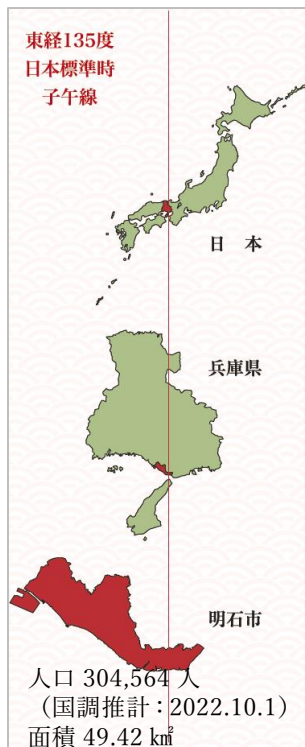 東経135度
日本標準時
子午線
日 本
兵庫県
明石市
人口 304,564 人
(国調推計：2022.10.1)
面積 49.42 ㎢